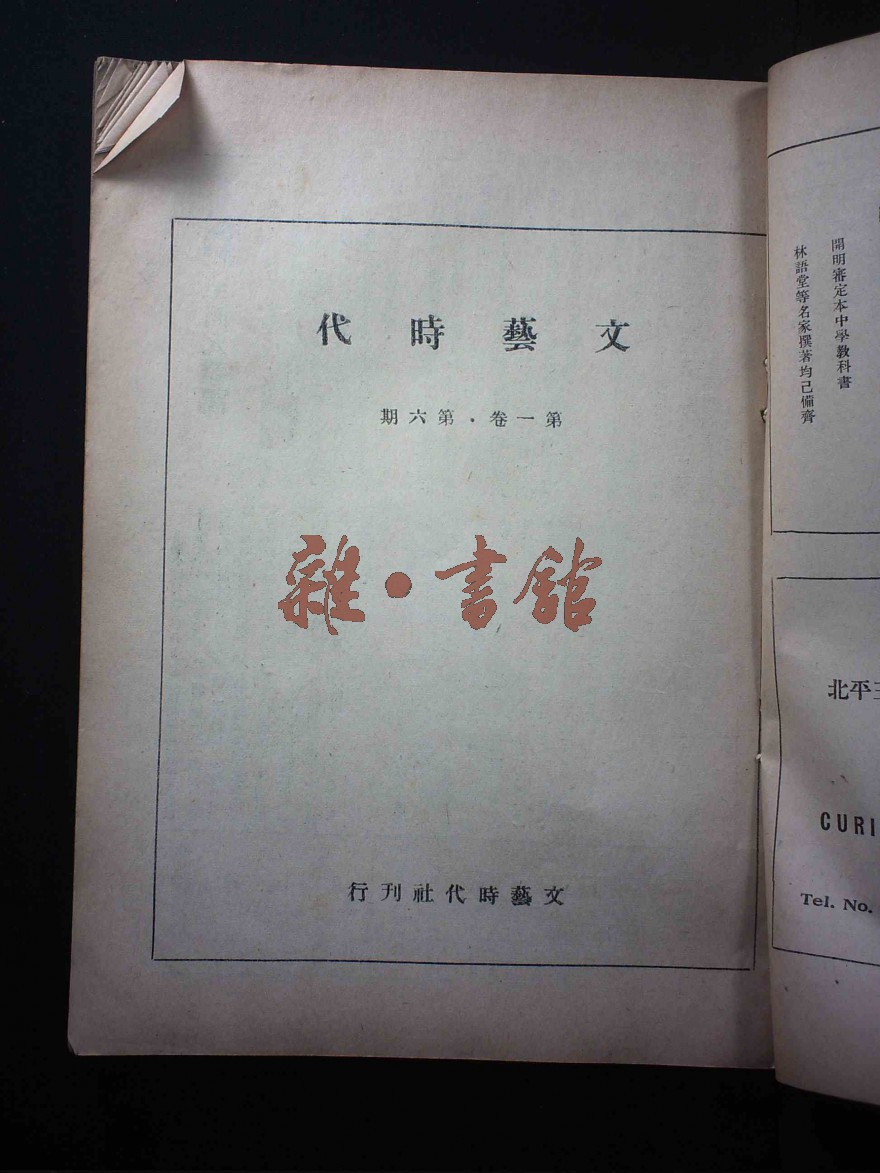 文藝時代
第一卷·第六期
雜·書館
文藝時代社刊行
開明審定本中學教科書
林語堂等名家撰著均已備齊
北平
CURI
Tel. No.